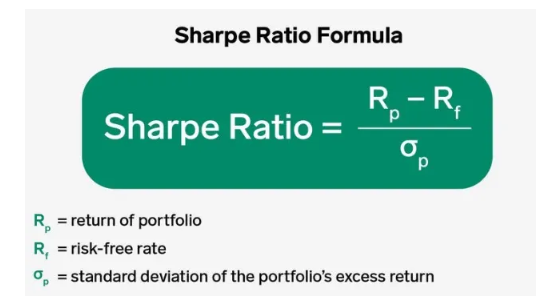 Sharpe Ratio Formula
Sharpe Ratio = (Rp − Rf) / σp
Rp = return of portfolio
Rf = risk-free rate
σp = standard deviation of the portfolio's excess return